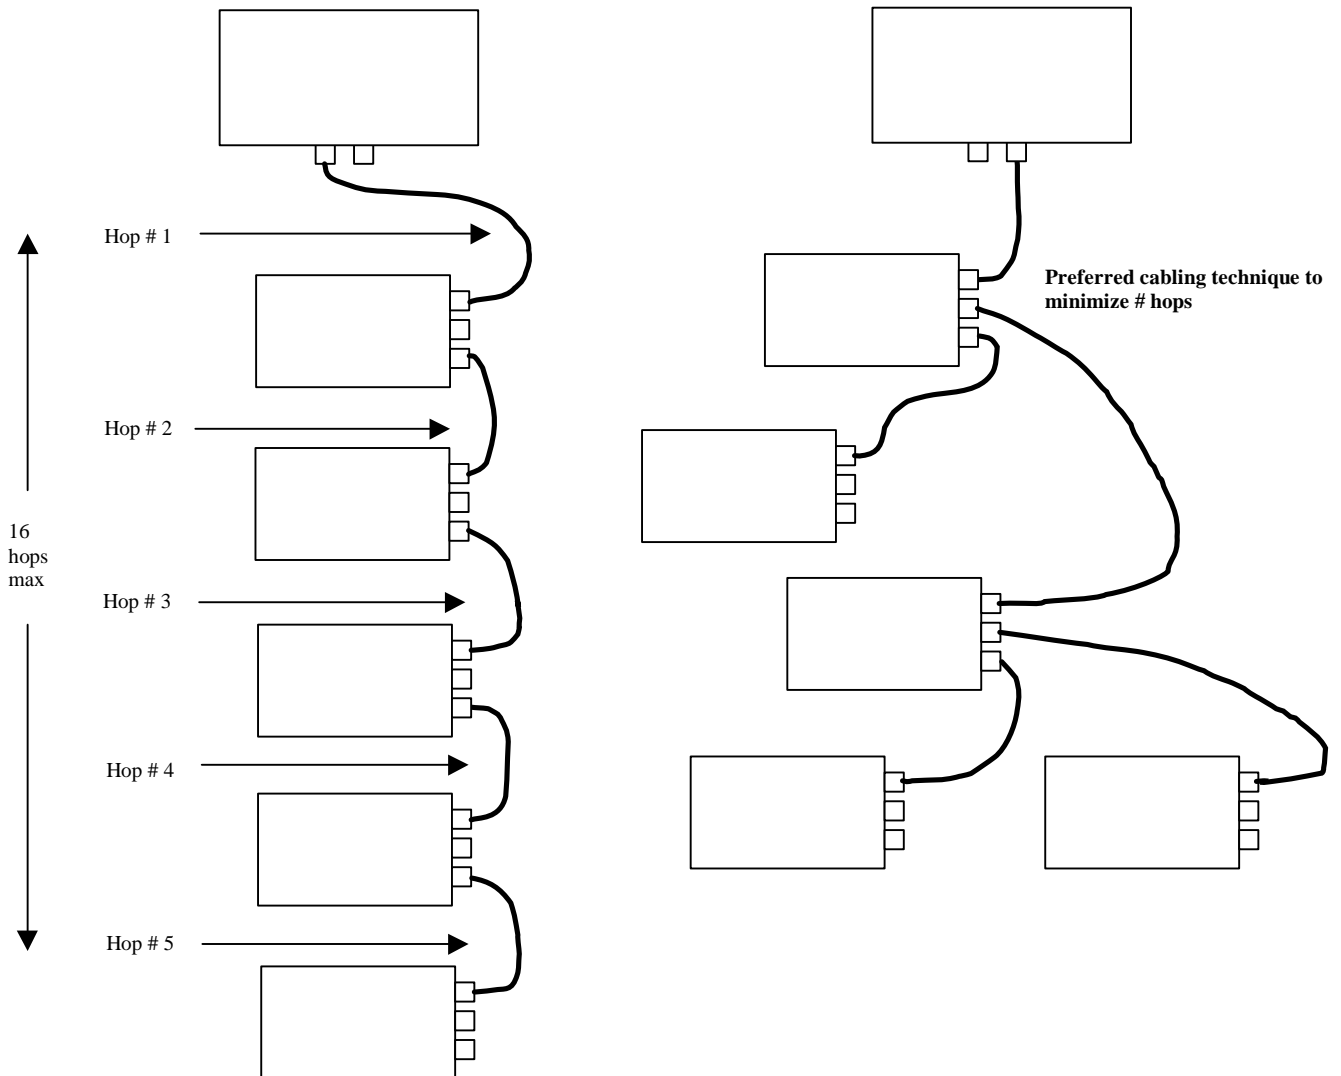 Hop # 1
Preferred cabling technique to
minimize # hops
Hop # 2
16
hops
max
Hop # 3
Hop # 4
Hop # 5